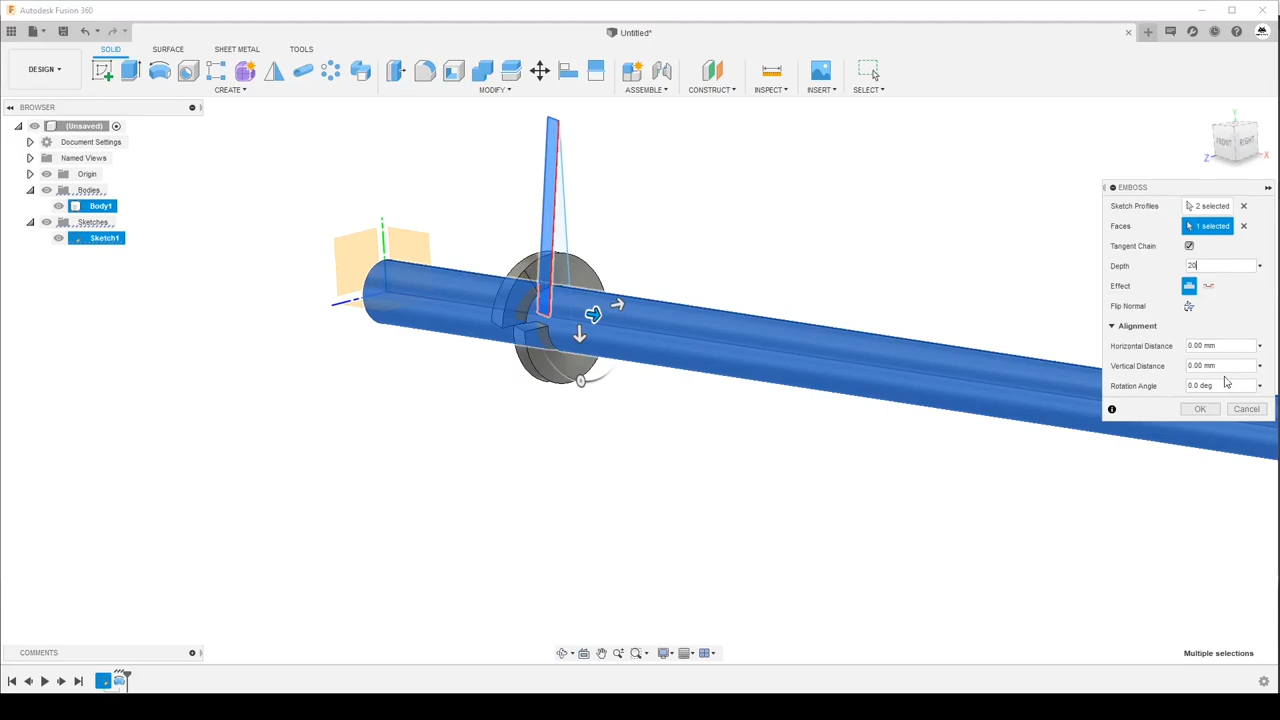 Autodesk Fusion 360
Untitled*
DESIGN
SOLID
SURFACE
SHEET METAL
TOOLS
CREATE
MODIFY
ASSEMBLE
CONSTRUCT
INSPECT
INSERT
SELECT
BROWSER
(Unsaved)
Document Settings
Named Views
Origin
Bodies
Body1
Sketches
Sketch1
Y
FRONT
RIGHT
Z
X
EMBOSS
Sketch Profiles 2 selected
Faces 1 selected
Tangent Chain
Depth 20
Effect
Flip Normal
Alignment
Horizontal Distance 0.00 mm
Vertical Distance 0.00 mm
Rotation Angle 0.0 deg
OK Cancel
COMMENTS
Multiple selections